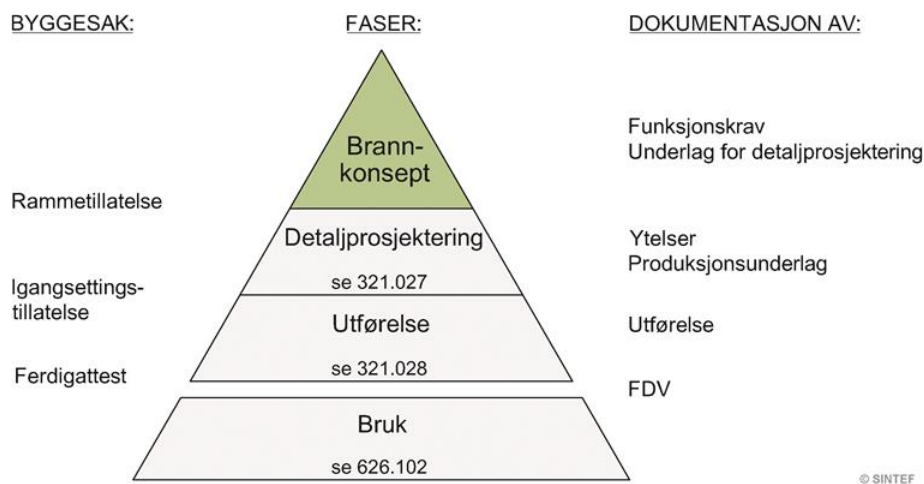 BYGGESAK:
FASER:
DOKUMENTASJON AV:
Brann-
konsept
Funksjonskrav
Underlag for detaljprosjektering
Rammetillatelse
Detaljprosjektering
se 321.027
Ytelser
Produksjonsunderlag
Igangsettings-
tillatelse
Utførelse
se 321.028
Utførelse
Ferdigattest
FDV
Bruk
se 626.102
© SINTEF